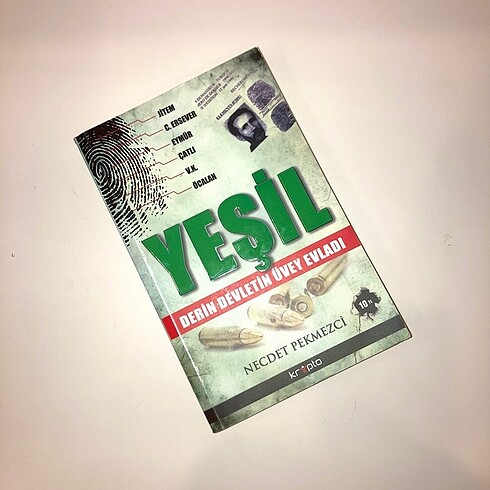 JİTEM
C. ERSEVER
EYMÜR
ÇATLI
V.K.
ÖCALAN
YEŞİL
DERİN DEVLETİN ÜVEY EVLADI
10
NECDET PEKMEZCİ
kripto